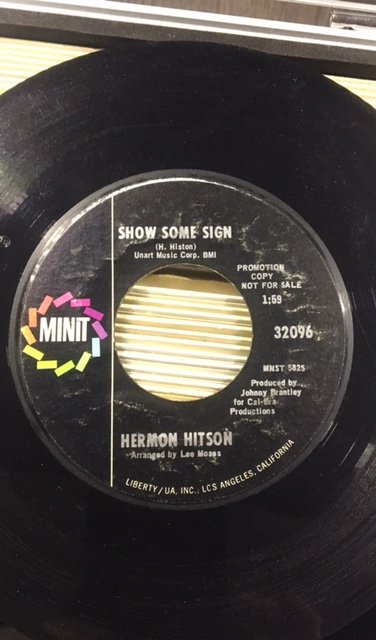 SHOW SOME SIGN
(H. Histon)
Unart Music Corp. BMI
PROMOTION
COPY
NOT FOR SALE
1:59
MINIT
32096
MNST 5825
Produced by
Johnny Brantley
for Cal-Bra
Productions
HERMON HITSON
Arranged by Lee Moses
LIBERTY/UA, INC., LOS ANGELES, CALIFORNIA